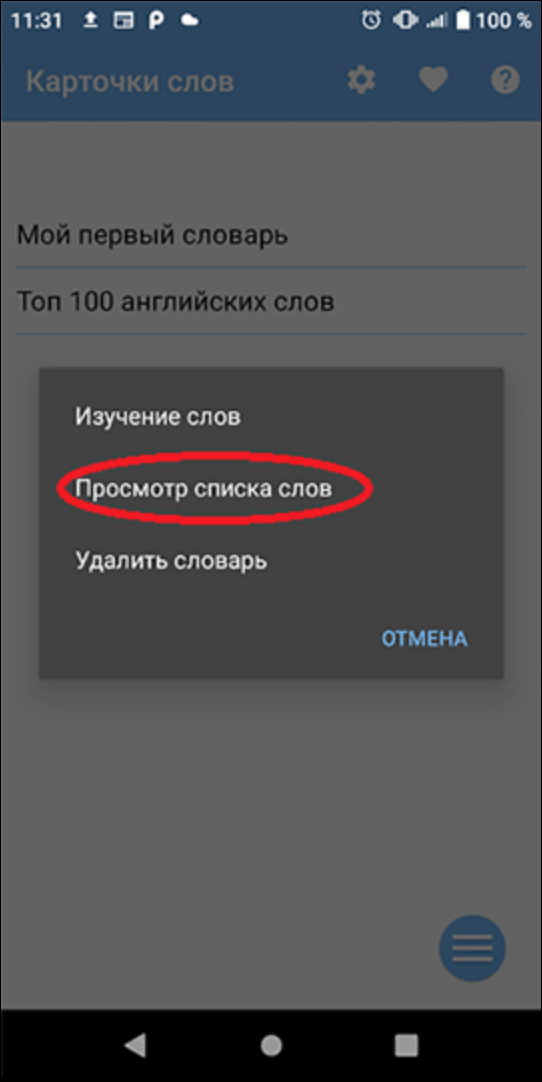 11:31 100 %
Карточки слов
Мой первый словарь
Топ 100 английских слов
Изучение слов
Просмотр списка слов
Удалить словарь
ОТМЕНА